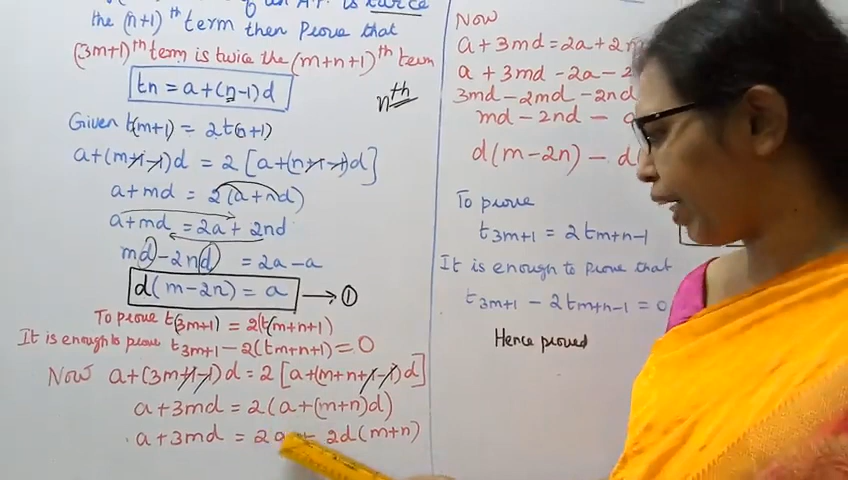 of an A.P. is twice
the (n+1)th term then Prove that
(3m+1)th term is twice the (m+n+1)th term
tn = a+(n-1)d
nth
Given t(m+1) = 2t(n+1)
a+(m+1-1)d = 2[a+(n+1-1)d]
a+md = 2(a+nd)
a+md = 2a+2nd
md-2nd = 2a-a
d(m-2n) = a → ①
To prove t(3m+1) = 2(t(m+n+1)
It is enough to prove t3m+1 - 2(tm+n+1) = 0
Now a+(3m+1-1)d = 2[a+(m+n+1-1)d]
a+3md = 2(a+(m+n)d)
a+3md = 2a+ 2d(m+n)
Now
a+3md = 2a+2m
a+3md-2a-2
3md-2md-2nd
md-2nd- a
d(m-2n)- d(
To prove
t3m+1 = 2tm+n-1
It is enough to prove that
t3m+1 - 2tm+n-1 = 0
Hence proved